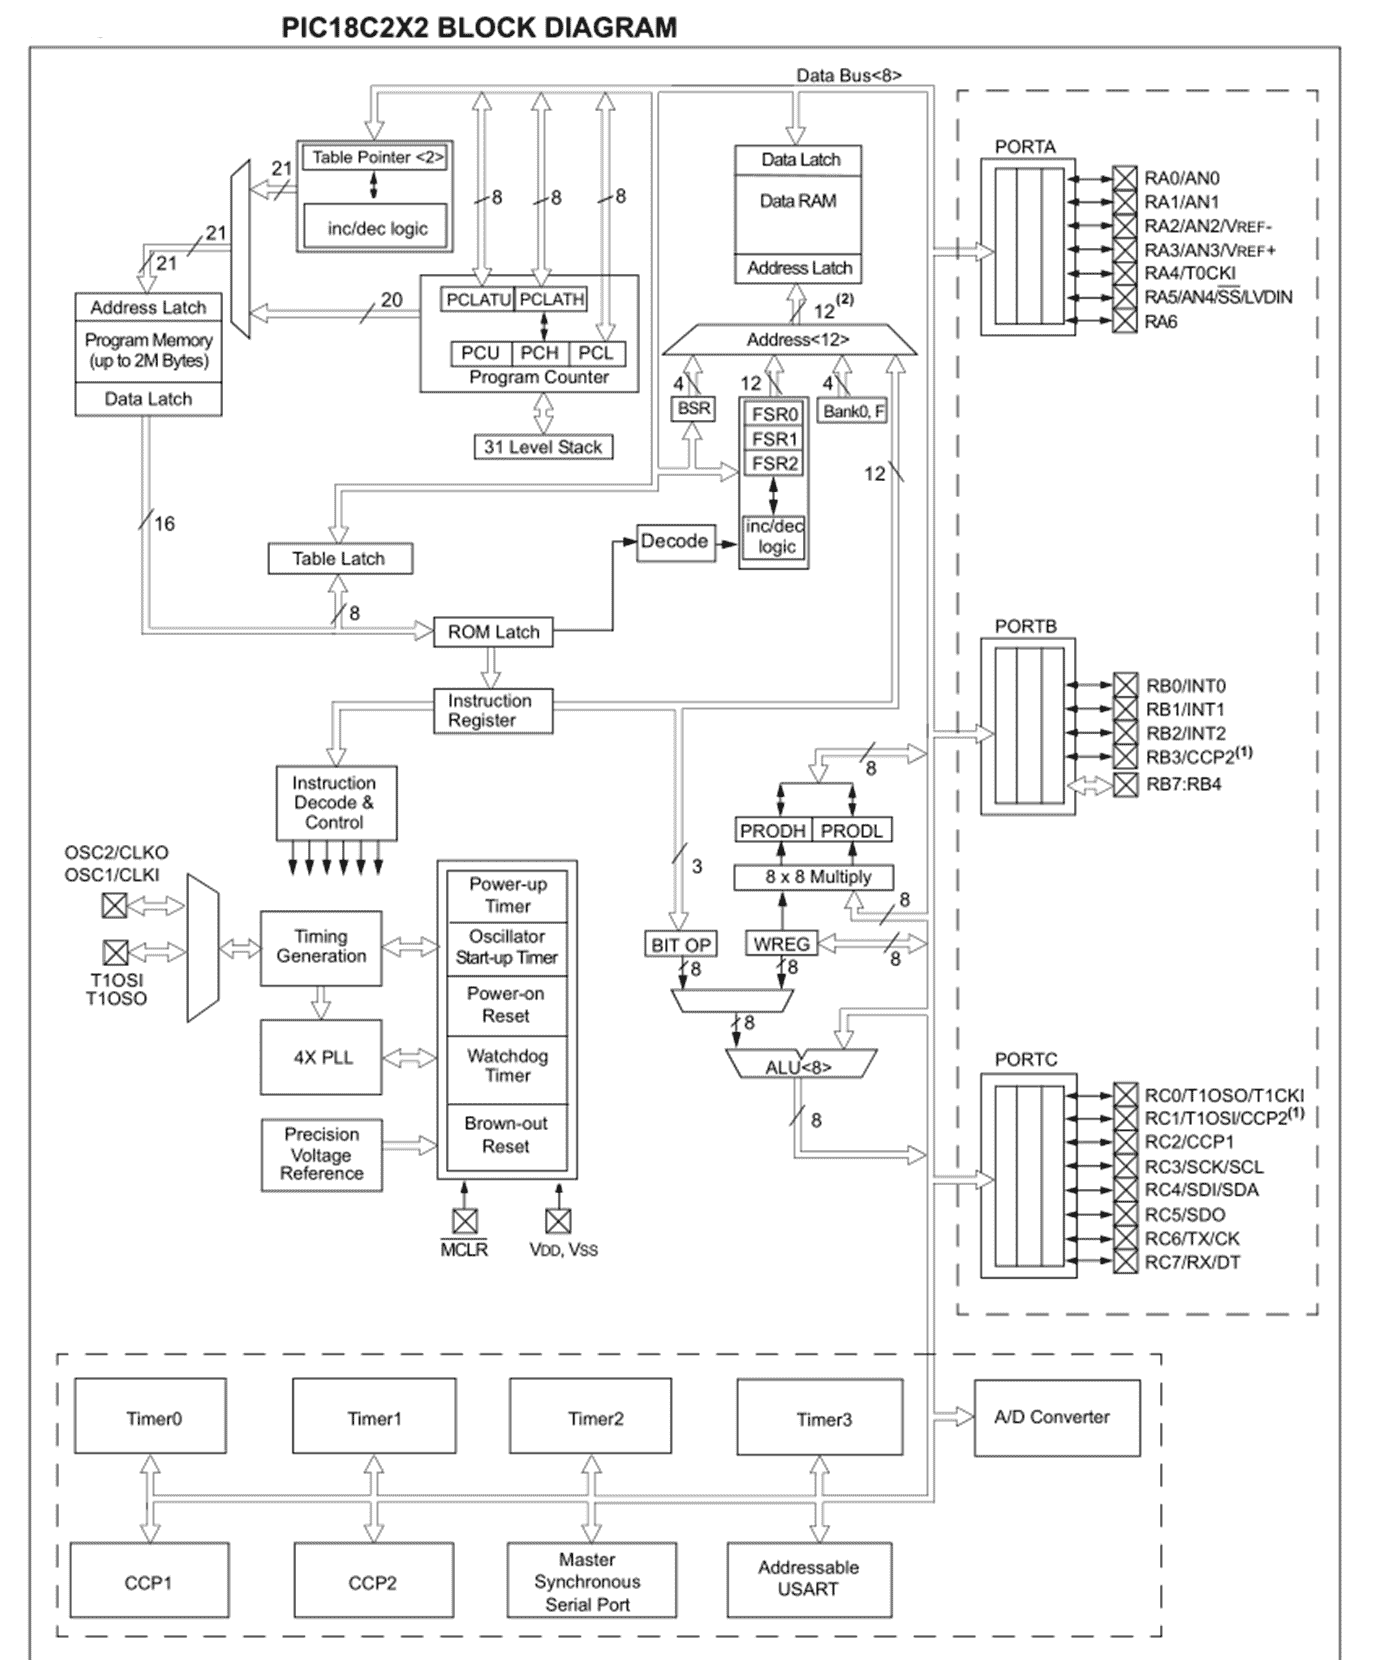 PIC18C2X2 BLOCK DIAGRAM
Data Bus<8>
Table Pointer <2>
inc/dec logic
21
21
21
20
8
8
8
PCLATU
PCLATH
PCU
PCH
PCL
Program Counter
31 Level Stack
Address Latch
Program Memory
(up to 2M Bytes)
Data Latch
16
Table Latch
8
ROM Latch
Instruction
Register
Decode
Data Latch
Data RAM
Address Latch
12(2)
Address<12>
4
12
4
BSR
FSR0
FSR1
FSR2
inc/dec
logic
Bank0, F
12
Instruction
Decode &
Control
OSC2/CLKO
OSC1/CLKI
T1OSI
T1OSO
Timing
Generation
4X PLL
Precision
Voltage
Reference
Power-up
Timer
Oscillator
Start-up Timer
Power-on
Reset
Watchdog
Timer
Brown-out
Reset
MCLR
VDD, VSS
3
BIT OP
8
8
PRODH
PRODL
8 x 8 Multiply
8
WREG
8
8
8
ALU<8>
8
PORTA
RA0/AN0
RA1/AN1
RA2/AN2/VREF-
RA3/AN3/VREF+
RA4/T0CKI
RA5/AN4/SS/LVDIN
RA6
PORTB
RB0/INT0
RB1/INT1
RB2/INT2
RB3/CCP2(1)
RB7:RB4
PORTC
RC0/T1OSO/T1CKI
RC1/T1OSI/CCP2(1)
RC2/CCP1
RC3/SCK/SCL
RC4/SDI/SDA
RC5/SDO
RC6/TX/CK
RC7/RX/DT
Timer0
Timer1
Timer2
Timer3
A/D Converter
CCP1
CCP2
Master
Synchronous
Serial Port
Addressable
USART